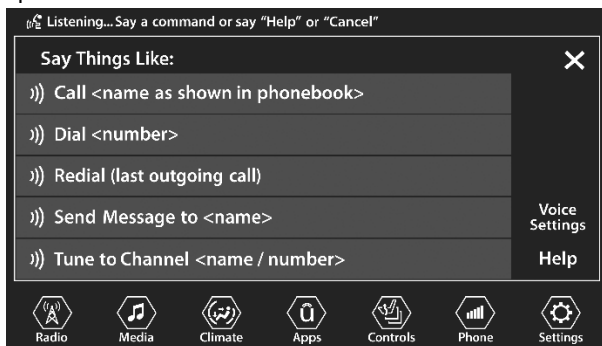 Listening... Say a command or say “Help” or “Cancel”
Say Things Like:
Call <name as shown in phonebook>
Dial <number>
Redial (last outgoing call)
Send Message to <name>
Tune to Channel <name / number>
Voice
Settings
Help
Radio Media Climate Apps Controls Phone Settings